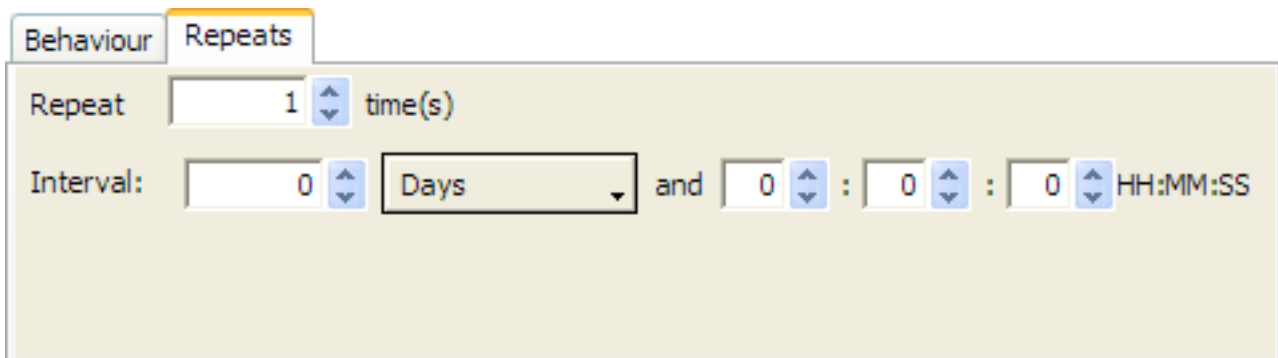 Behaviour Repeats
Repeat 1 time(s)
Interval: 0 Days and 0 : 0 : 0 HH:MM:SS